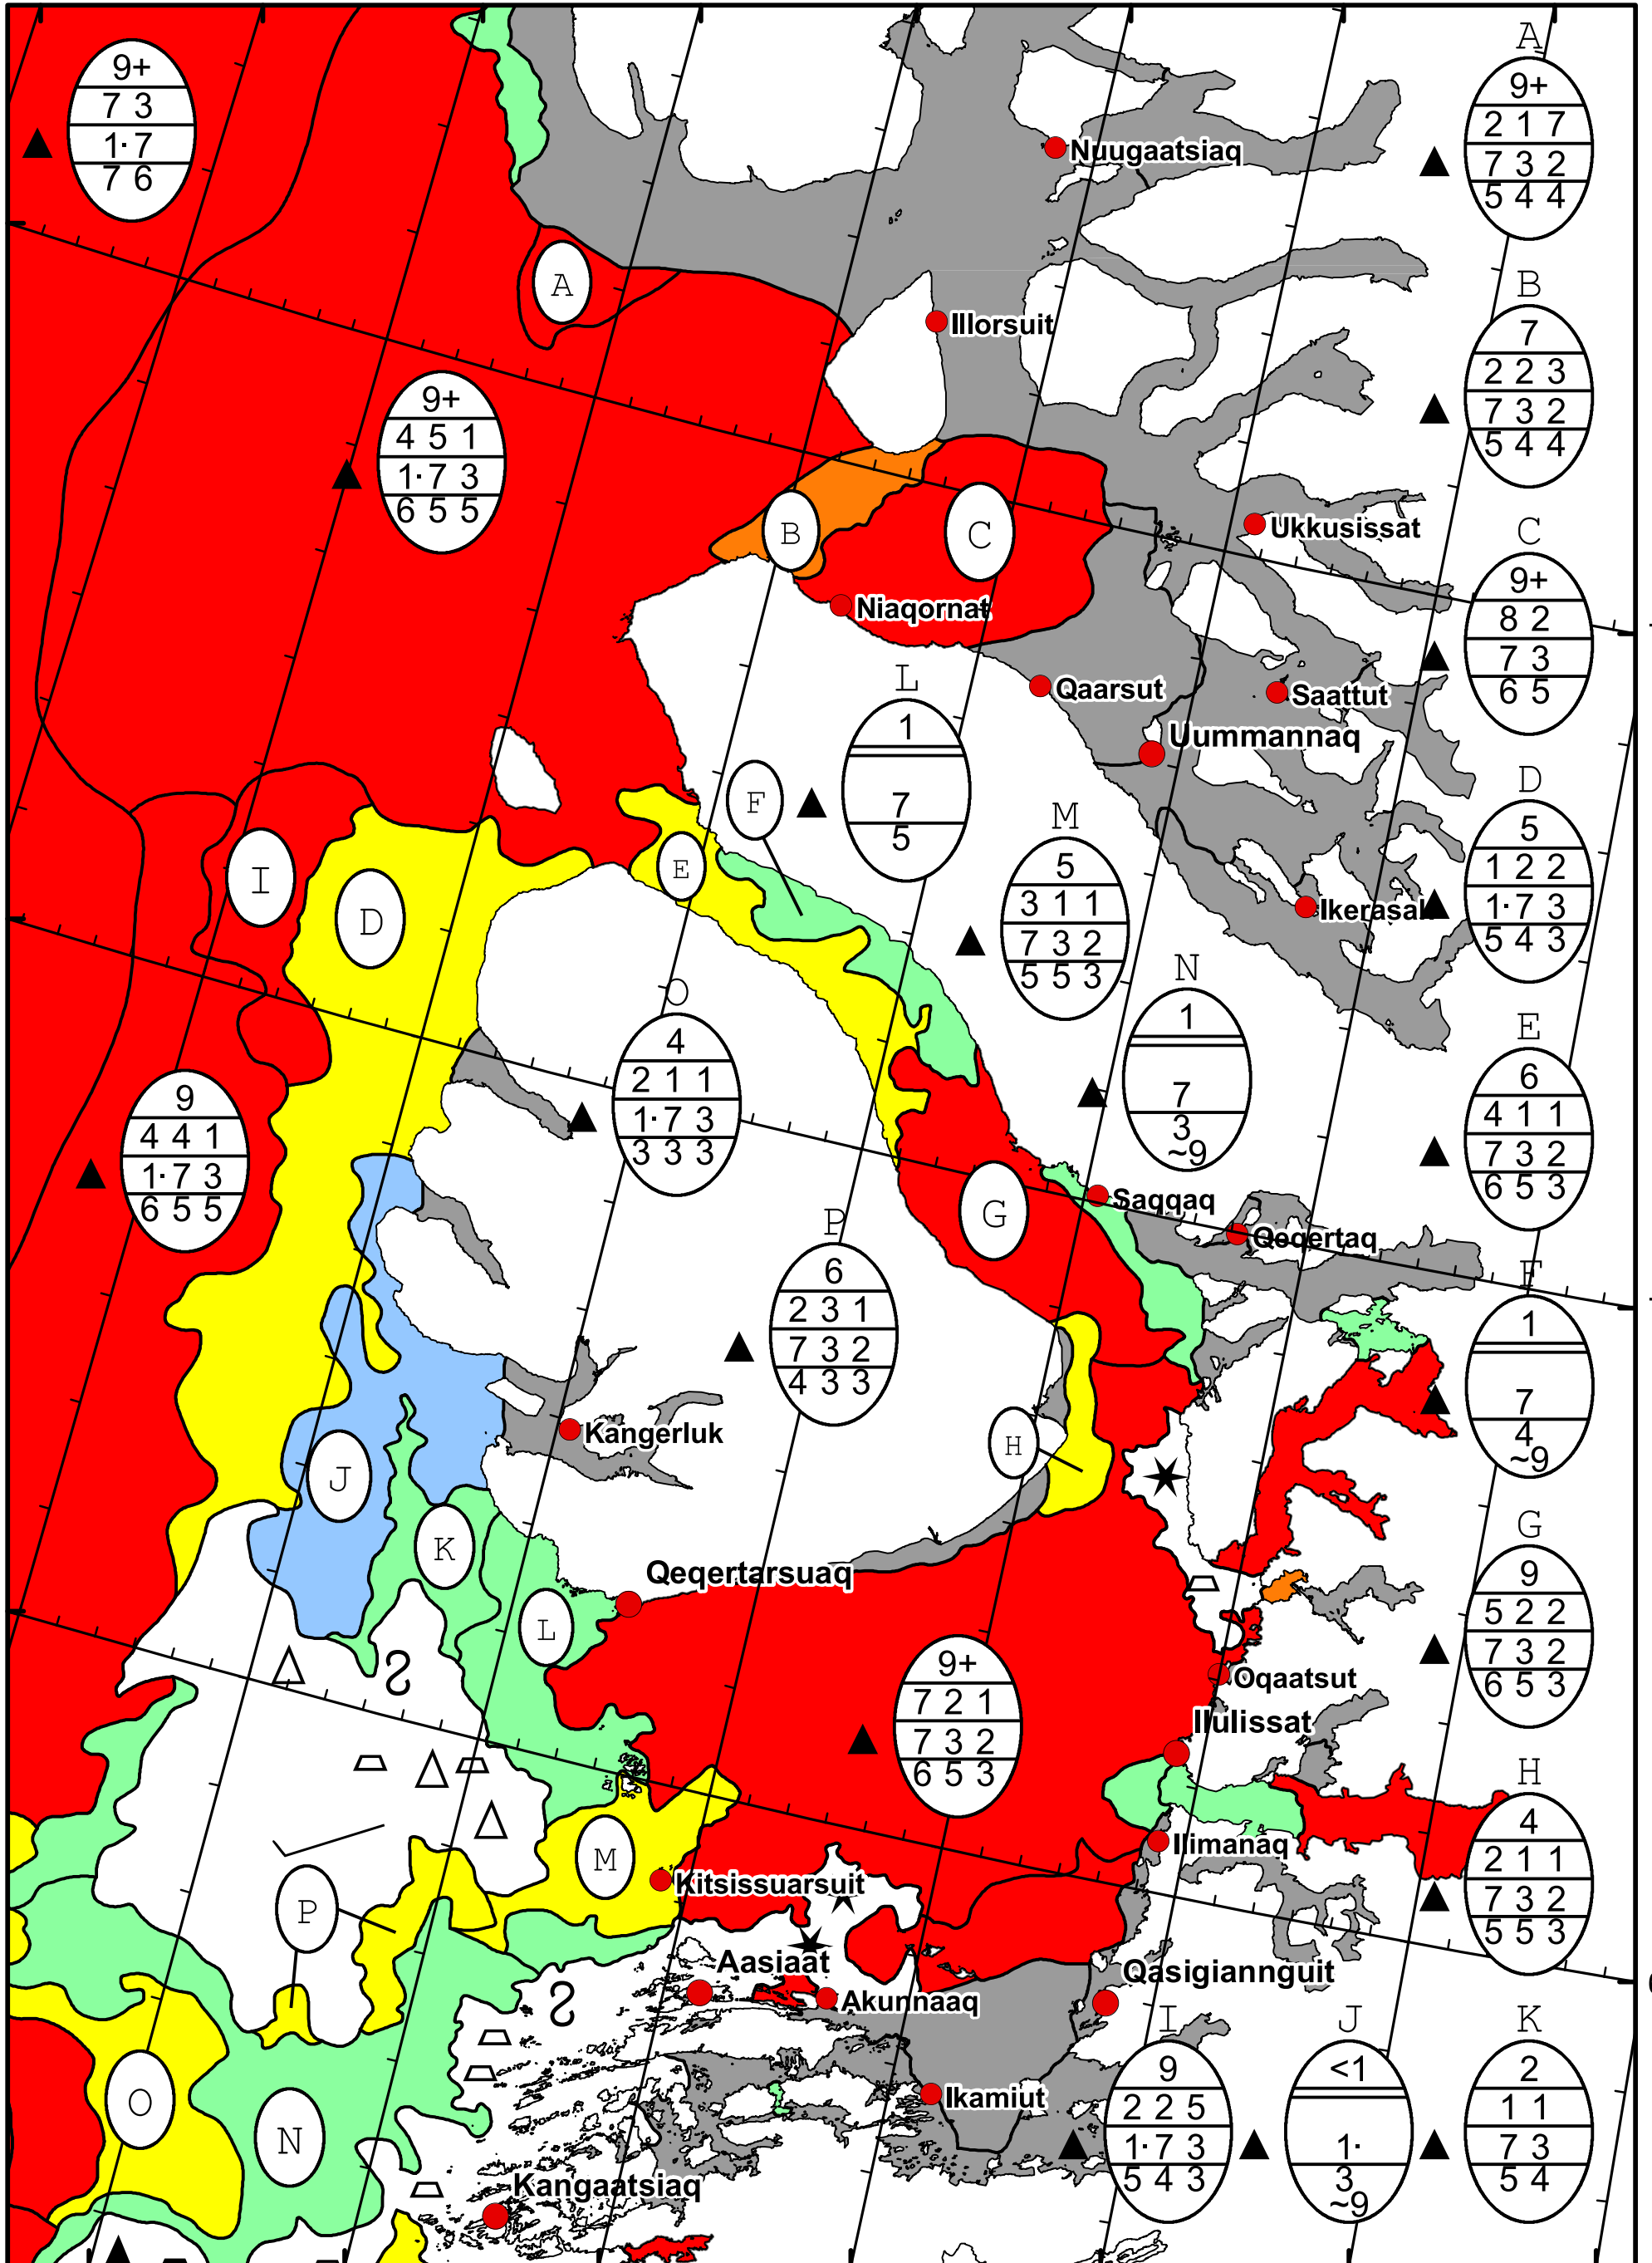 9+
7 3
1· 7
7 6
A
9+
2 1 7
7 3 2
5 4 4
Nuugaatsiaq
A
Illorsuit
B
7
2 2 3
7 3 2
5 4 4
9+
4 5 1
1· 7 3
6 5 5
B
C
Ukkusissat
C
9+
8 2
7 3
6 5
Niaqornat
Qaarsut
Saattut
Uummannaq
L
1
7
5
F
M
5
3 1 1
7 3 2
5 5 3
D
5
1 2 2
1· 7 3
5 4 3
E
I
D
Ikerasak
N
1
7
3
~9
O
4
2 1 1
1· 7 3
3 3 3
E
6
4 1 1
7 3 2
6 5 3
9
4 4 1
1· 7 3
6 5 5
G
Saqqaq
Qeqertaq
P
6
2 3 1
7 3 2
4 3 3
F
1
7
4
~9
Kangerluk
H
J
K
G
9
5 2 2
7 3 2
6 5 3
Qeqertarsuaq
L
9+
7 2 1
7 3 2
6 5 3
Oqaatsut
Ilulissat
H
4
2 1 1
7 3 2
5 5 3
M
Ilimanaq
Kitsissuarsuit
P
Aasiaat
Akunnaaq
Qasigiannguit
O
N
Ikamiut
I
9
2 2 5
1· 7 3
5 4 3
J
<1
1·
3
~9
K
2
1 1
7 3
5 4
Kangaatsiaq